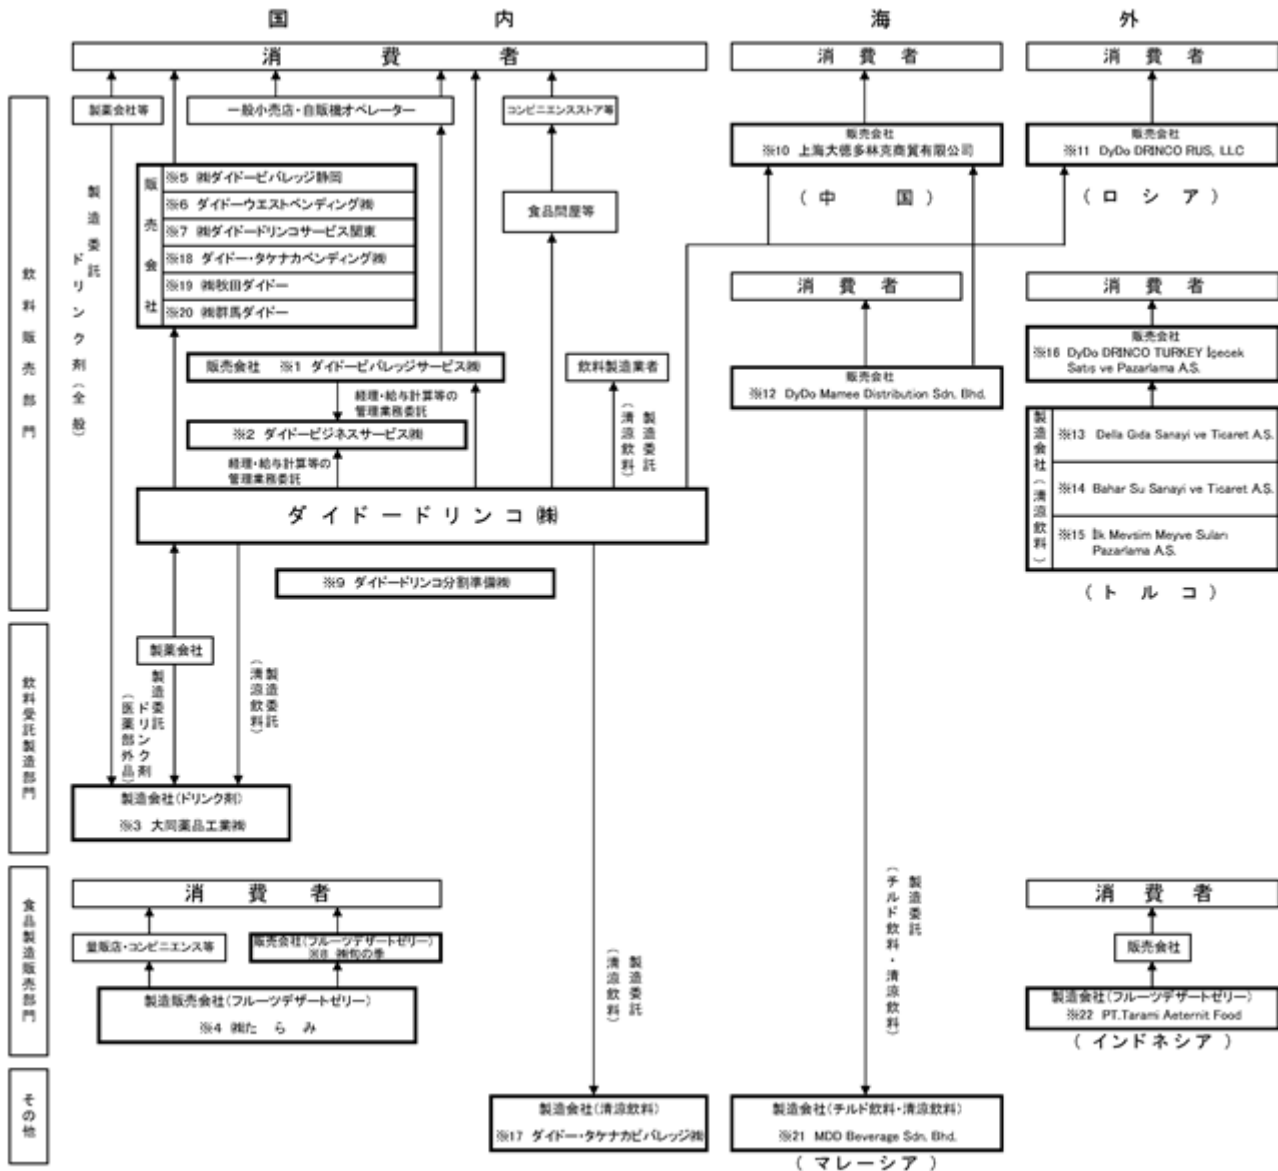 国　　　　　内
海　　　　　外
消　　費　　者
消　費　者
消　費　者
飲料販売部門
製薬会社等
一般小売店・自販機オペレーター
コンビニエンスストア等
販売会社
※10 上海大徳多林克商貿有限公司
販売会社
※11 DyDo DRINCO RUS, LLC
（ 中　　国 ）
（ ロ シ ア ）
製造委託
ドリンク剤(全般)
販売会社
※5 ㈱ダイドービバレッジ静岡
※6 ダイドーウエストベンディング㈱
※7 ㈱ダイドードリンコサービス関東
※18 ダイドー・タケナカベンディング㈱
※19 ㈱秋田ダイドー
※20 ㈱群馬ダイドー
食品問屋等
消　費　者
消　費　者
販売会社
※16 DyDo DRINCO TURKEY İçecek
Satış ve Pazarlama A.Ş.
販売会社　※1 ダイドービバレッジサービス㈱
飲料製造業者
販売会社
※12 DyDo Mamee Distribution Sdn. Bhd.
経理・給与計算等の
管理業務委託
※2 ダイドービジネスサービス㈱
経理・給与計算等の
管理業務委託
製造委託
(清涼飲料)
製造会社(清涼飲料)
※13 Della Gıda Sanayi ve Ticaret A.Ş.
※14 Bahar Su Sanayi ve Ticaret A.Ş.
※15 İlk Mevsim Meyve Suları
Pazarlama A.Ş.
（ ト ル コ ）
ダ イ ド ー ド リ ン コ ㈱
※9 ダイドードリンコ分割準備㈱
飲料受託製造部門
製薬会社
製造委託
ドリンク剤
(医薬部外品)
製造委託
(清涼飲料)
製造会社(ドリンク剤)
※3 大同薬品工業㈱
食品製造販売部門
消　費　者
量販店・コンビニエンス等
販売会社(フルーツデザートゼリー)
※8 ㈱旬の季
製造販売会社(フルーツデザートゼリー)
※4 ㈱た ら み
製造委託
(清涼飲料)
製造委託
(チルド飲料・清涼飲料)
消　費　者
販売会社
製造会社(フルーツデザートゼリー)
※22 PT.Tarami Aeternit Food
（ インドネシア ）
その他
製造会社(清涼飲料)
※17 ダイドー・タケナカビバレッジ㈱
製造会社(チルド飲料・清涼飲料)
※21 MDD Beverage Sdn. Bhd.
（ マレーシア ）